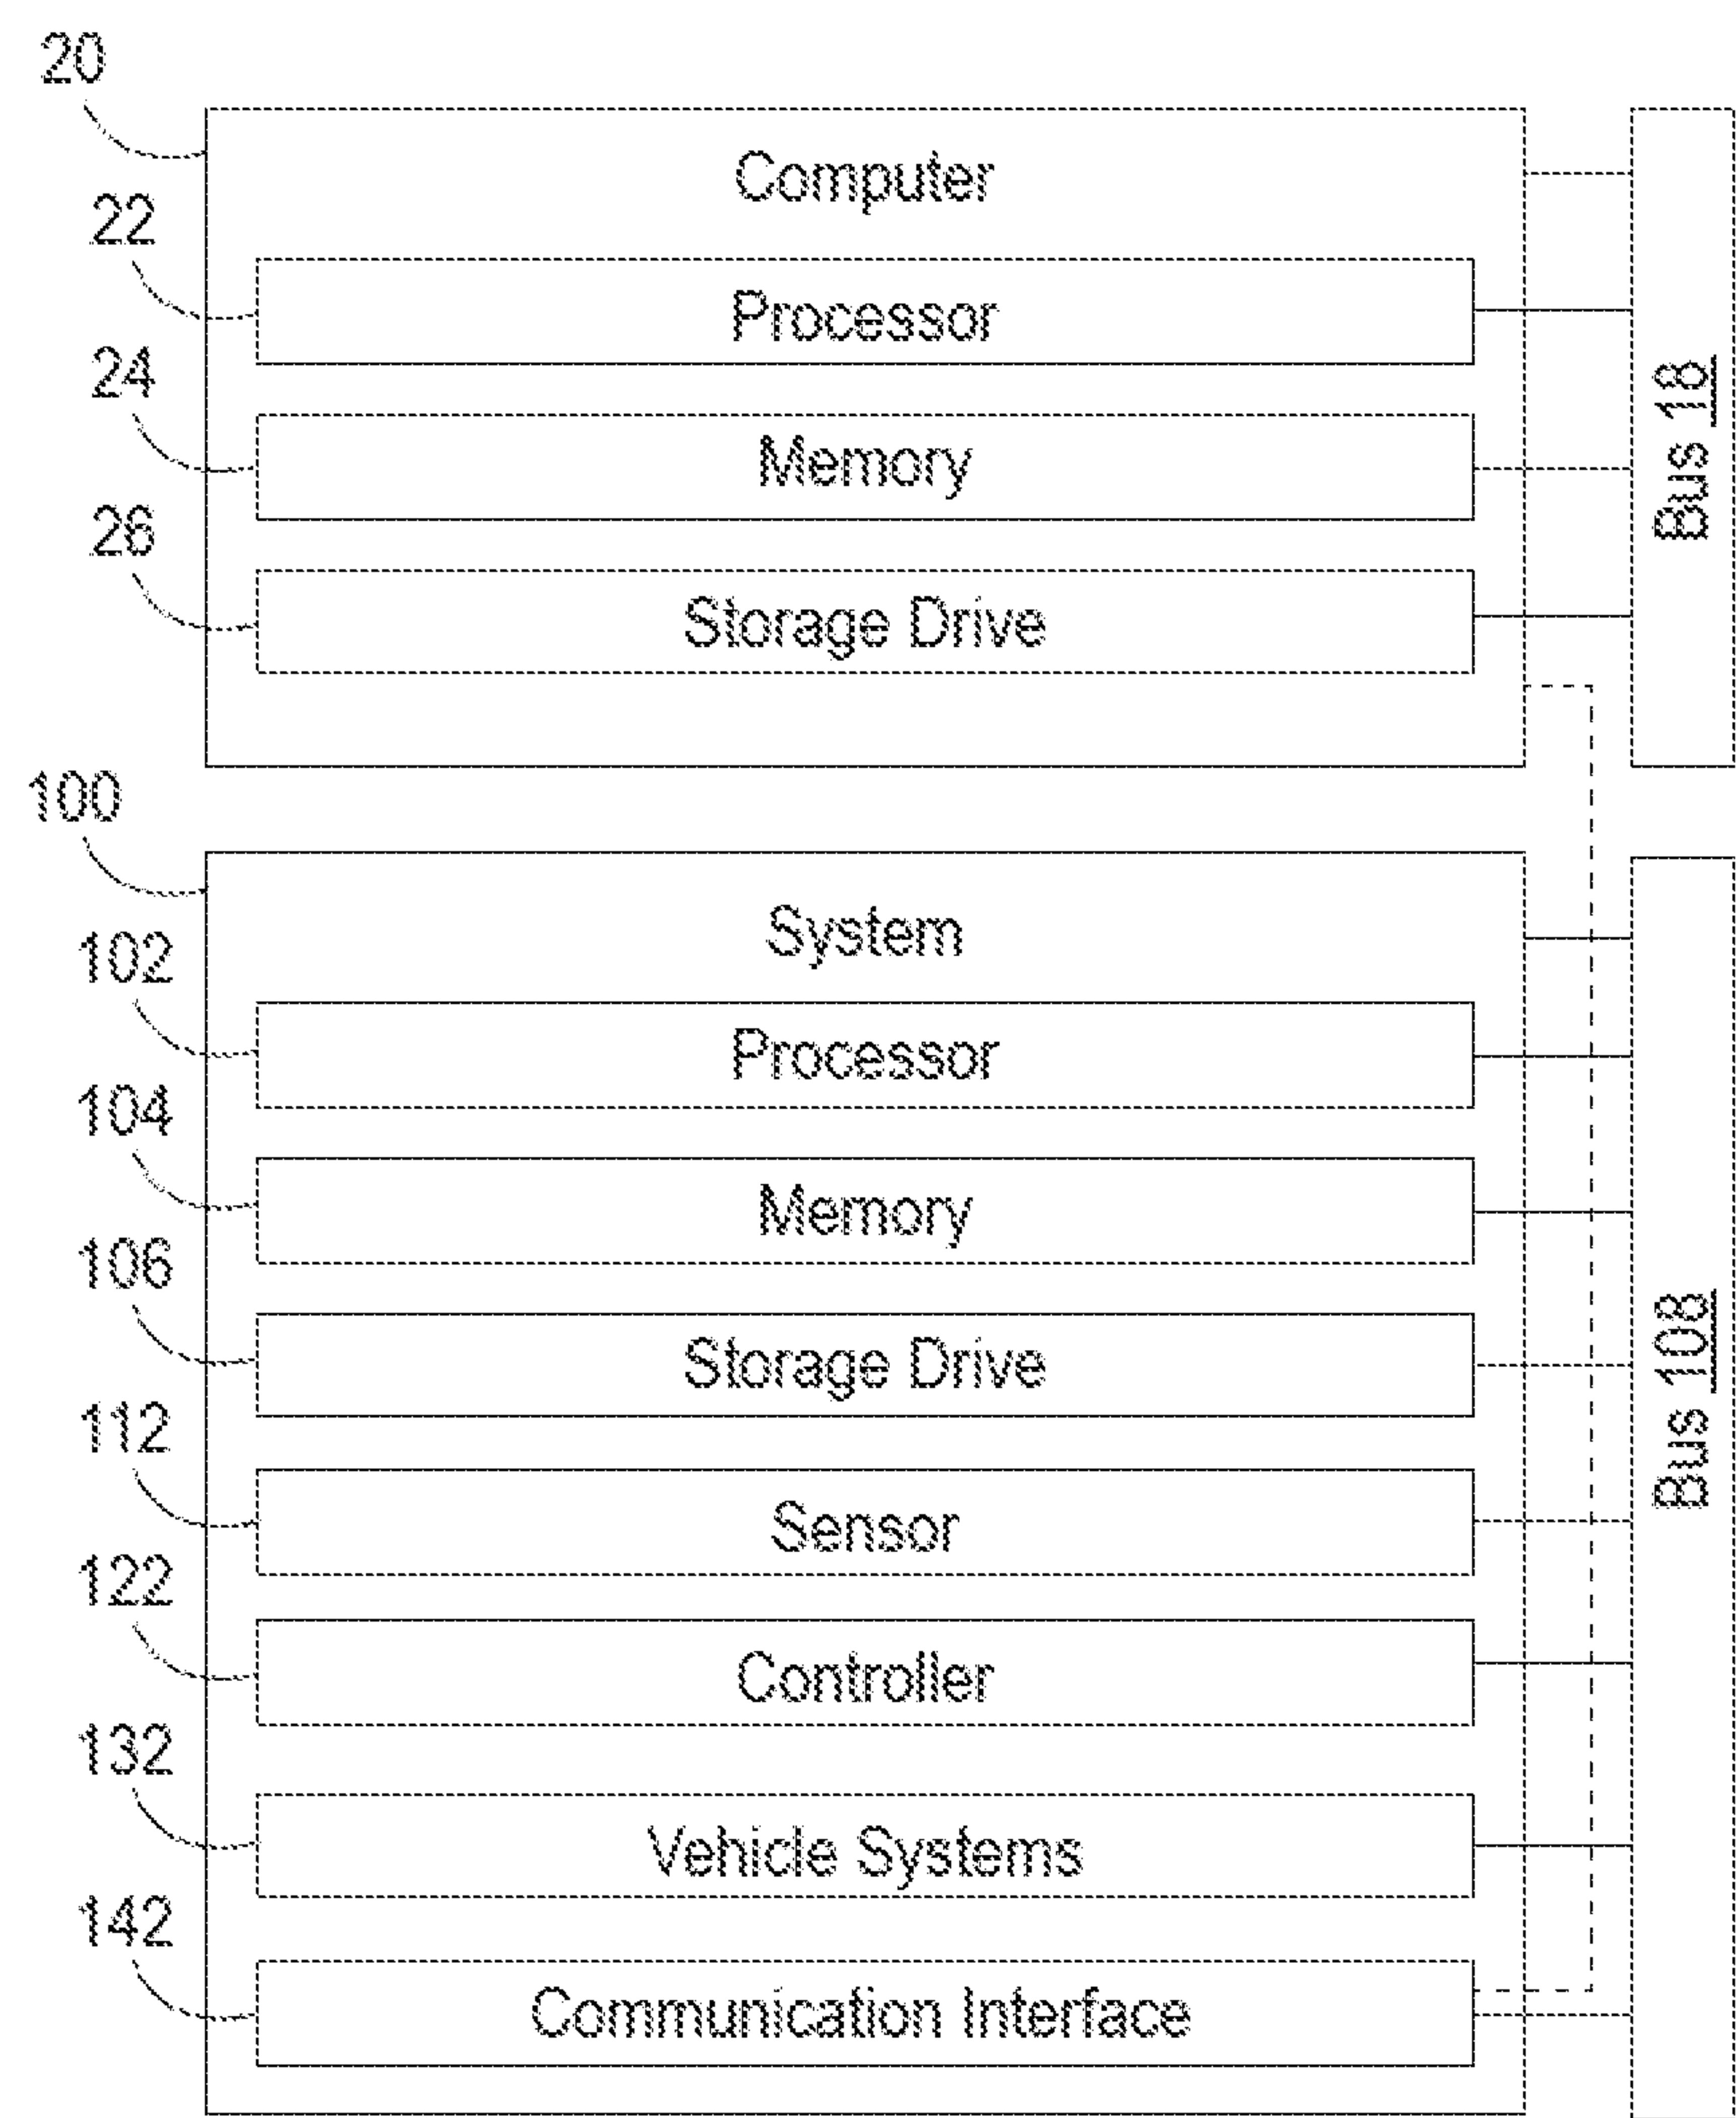 20
Computer
22
Processor
24
Memory
26
Storage Drive
Bus 18
100
System
102
Processor
104
Memory
106
Storage Drive
112
Sensor
122
Controller
132
Vehicle Systems
142
Communication Interface
Bus 108